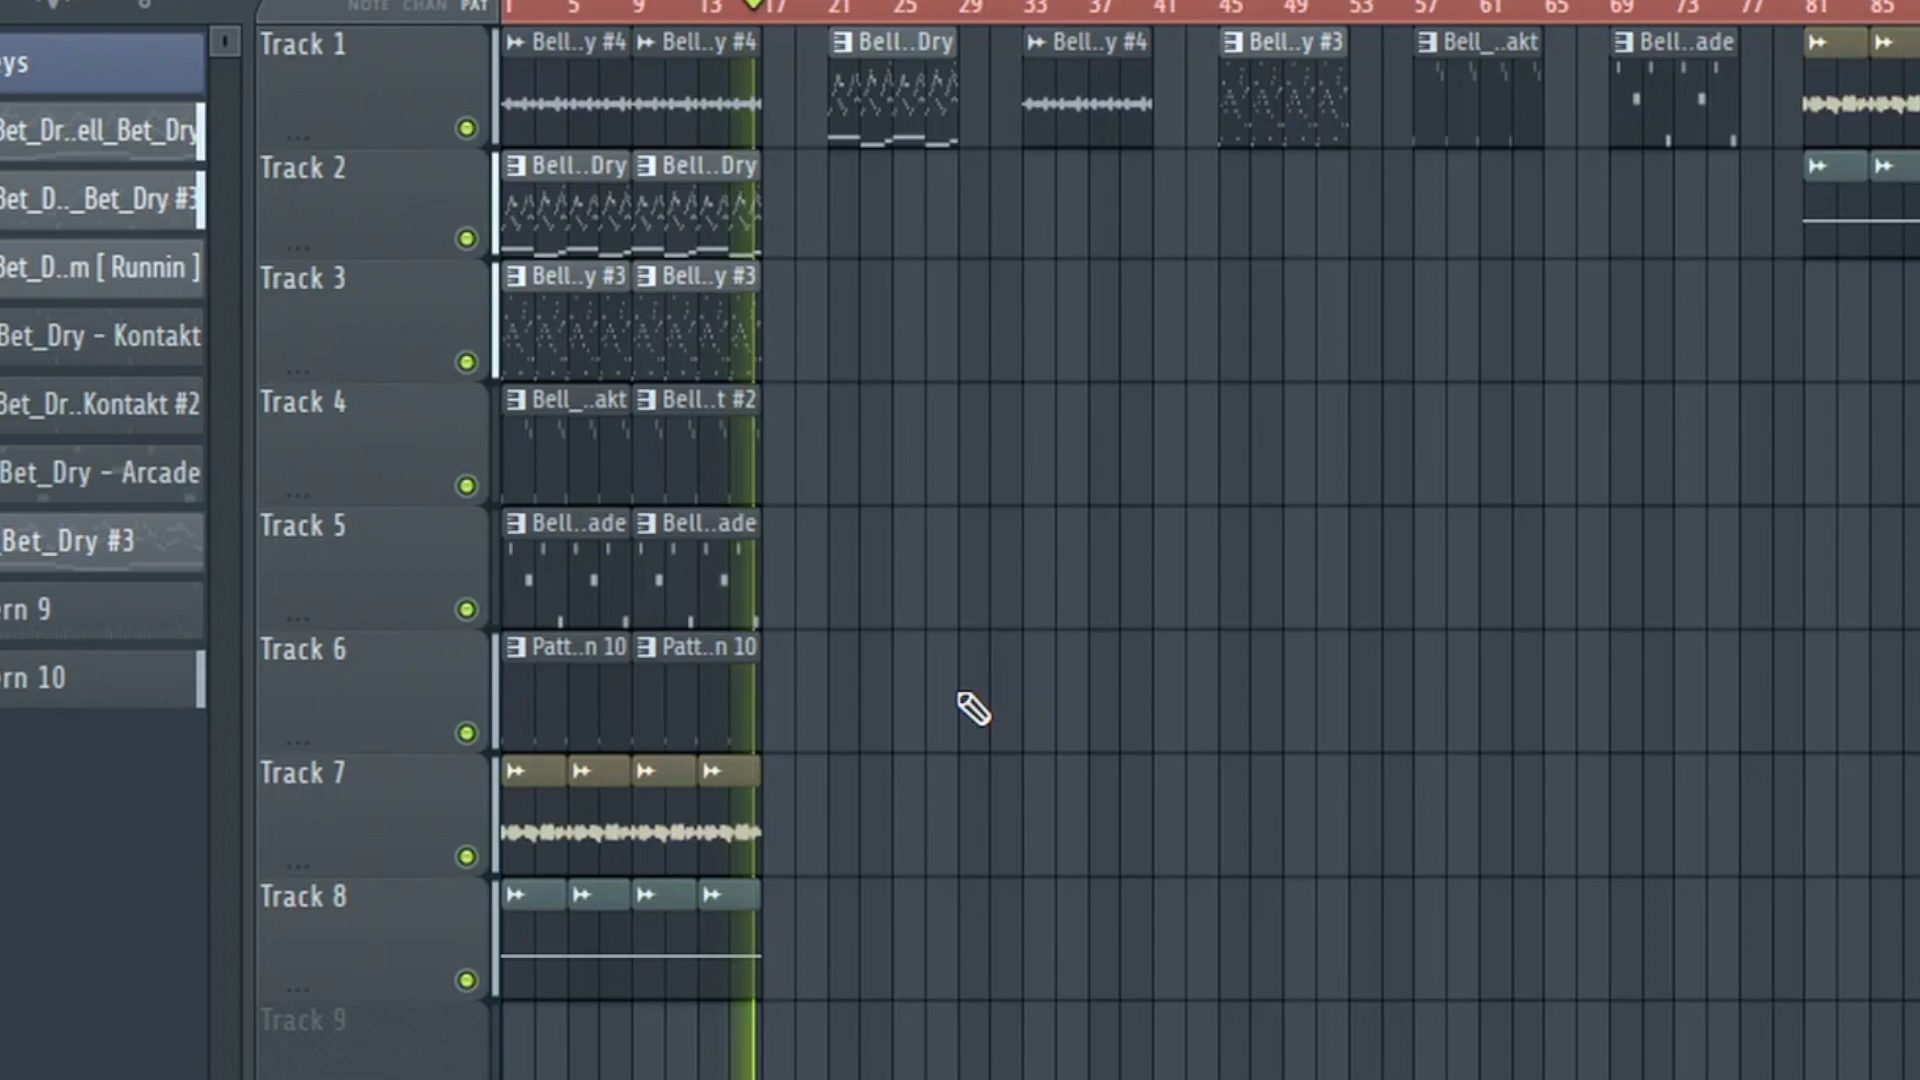 NOTE CHAN PAT
1 5 9 13 17 21 25 29 33 37 41 45 49 53 57 61 65 69 73 77 81 85
ys
Bet_Dr..ell_Bet_Dry
Bet_D.._Bet_Dry #3
Bet_D..m [ Runnin ]
Bet_Dry - Kontakt
Bet_Dr..Kontakt #2
Bet_Dry - Arcade
_Bet_Dry #3
rn 9
rn 10
Track 1
Bell..y #4 Bell..y #4 Bell..Dry Bell..y #4 Bell..y #3 Bell_..akt Bell..ade
Track 2
Bell..Dry Bell..Dry
Track 3
Bell..y #3 Bell..y #3
Track 4
Bell_..akt Bell..t #2
Track 5
Bell..ade Bell..ade
Track 6
Patt..n 10 Patt..n 10
Track 7
Track 8
Track 9